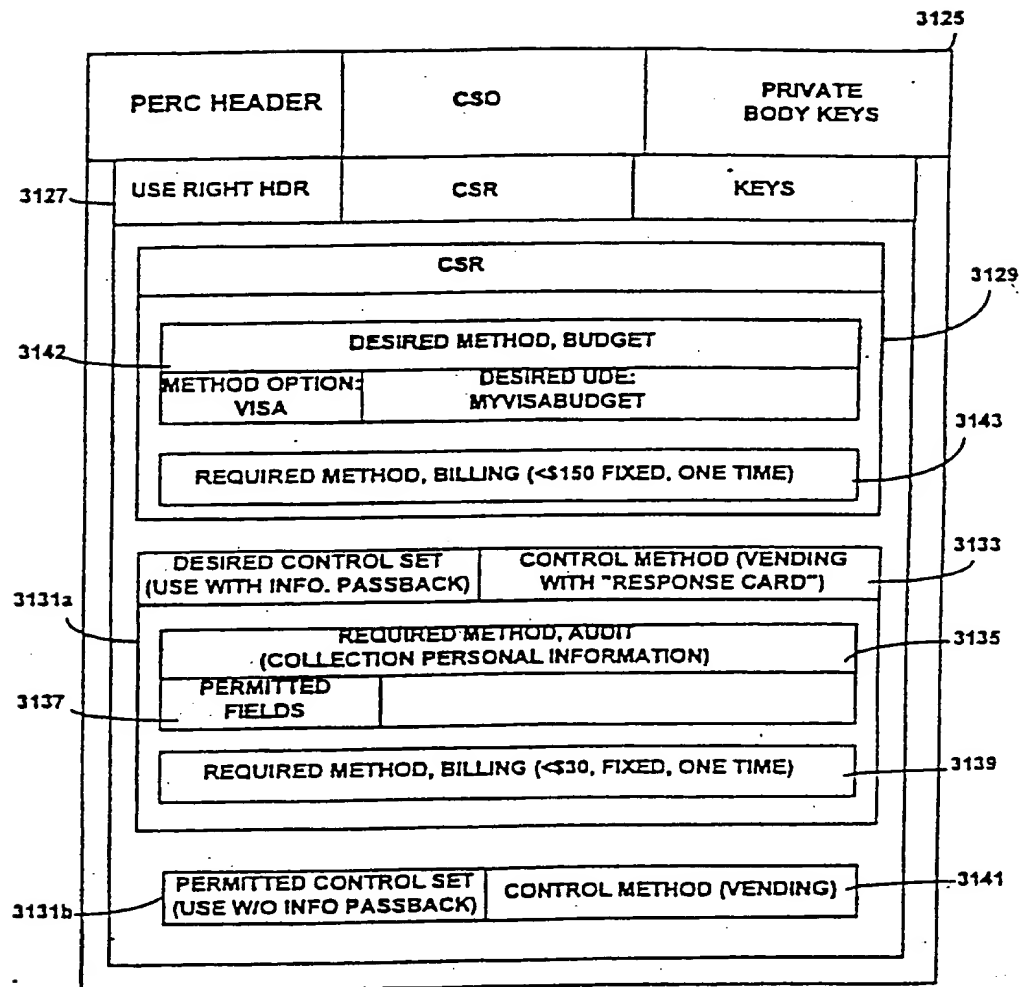 3125
PERC HEADER
CSO
PRIVATE
BODY KEYS
3127
USE RIGHT HDR
CSR
KEYS
CSR
3129
3142
DESIRED METHOD, BUDGET
METHOD OPTION:
VISA
DESIRED UDE:
MYVISABUDGET
3143
REQUIRED METHOD, BILLING (<$150 FIXED, ONE TIME)
DESIRED CONTROL SET
(USE WITH INFO. PASSBACK)
CONTROL METHOD (VENDING
WITH "RESPONSE CARD")
3133
3131a
REQUIRED METHOD, AUDIT
(COLLECTION PERSONAL INFORMATION)
3135
3137
PERMITTED
FIELDS
REQUIRED METHOD, BILLING (<$30, FIXED, ONE TIME)
3139
3131b
PERMITTED CONTROL SET
(USE W/O INFO PASSBACK)
CONTROL METHOD (VENDING)
3141